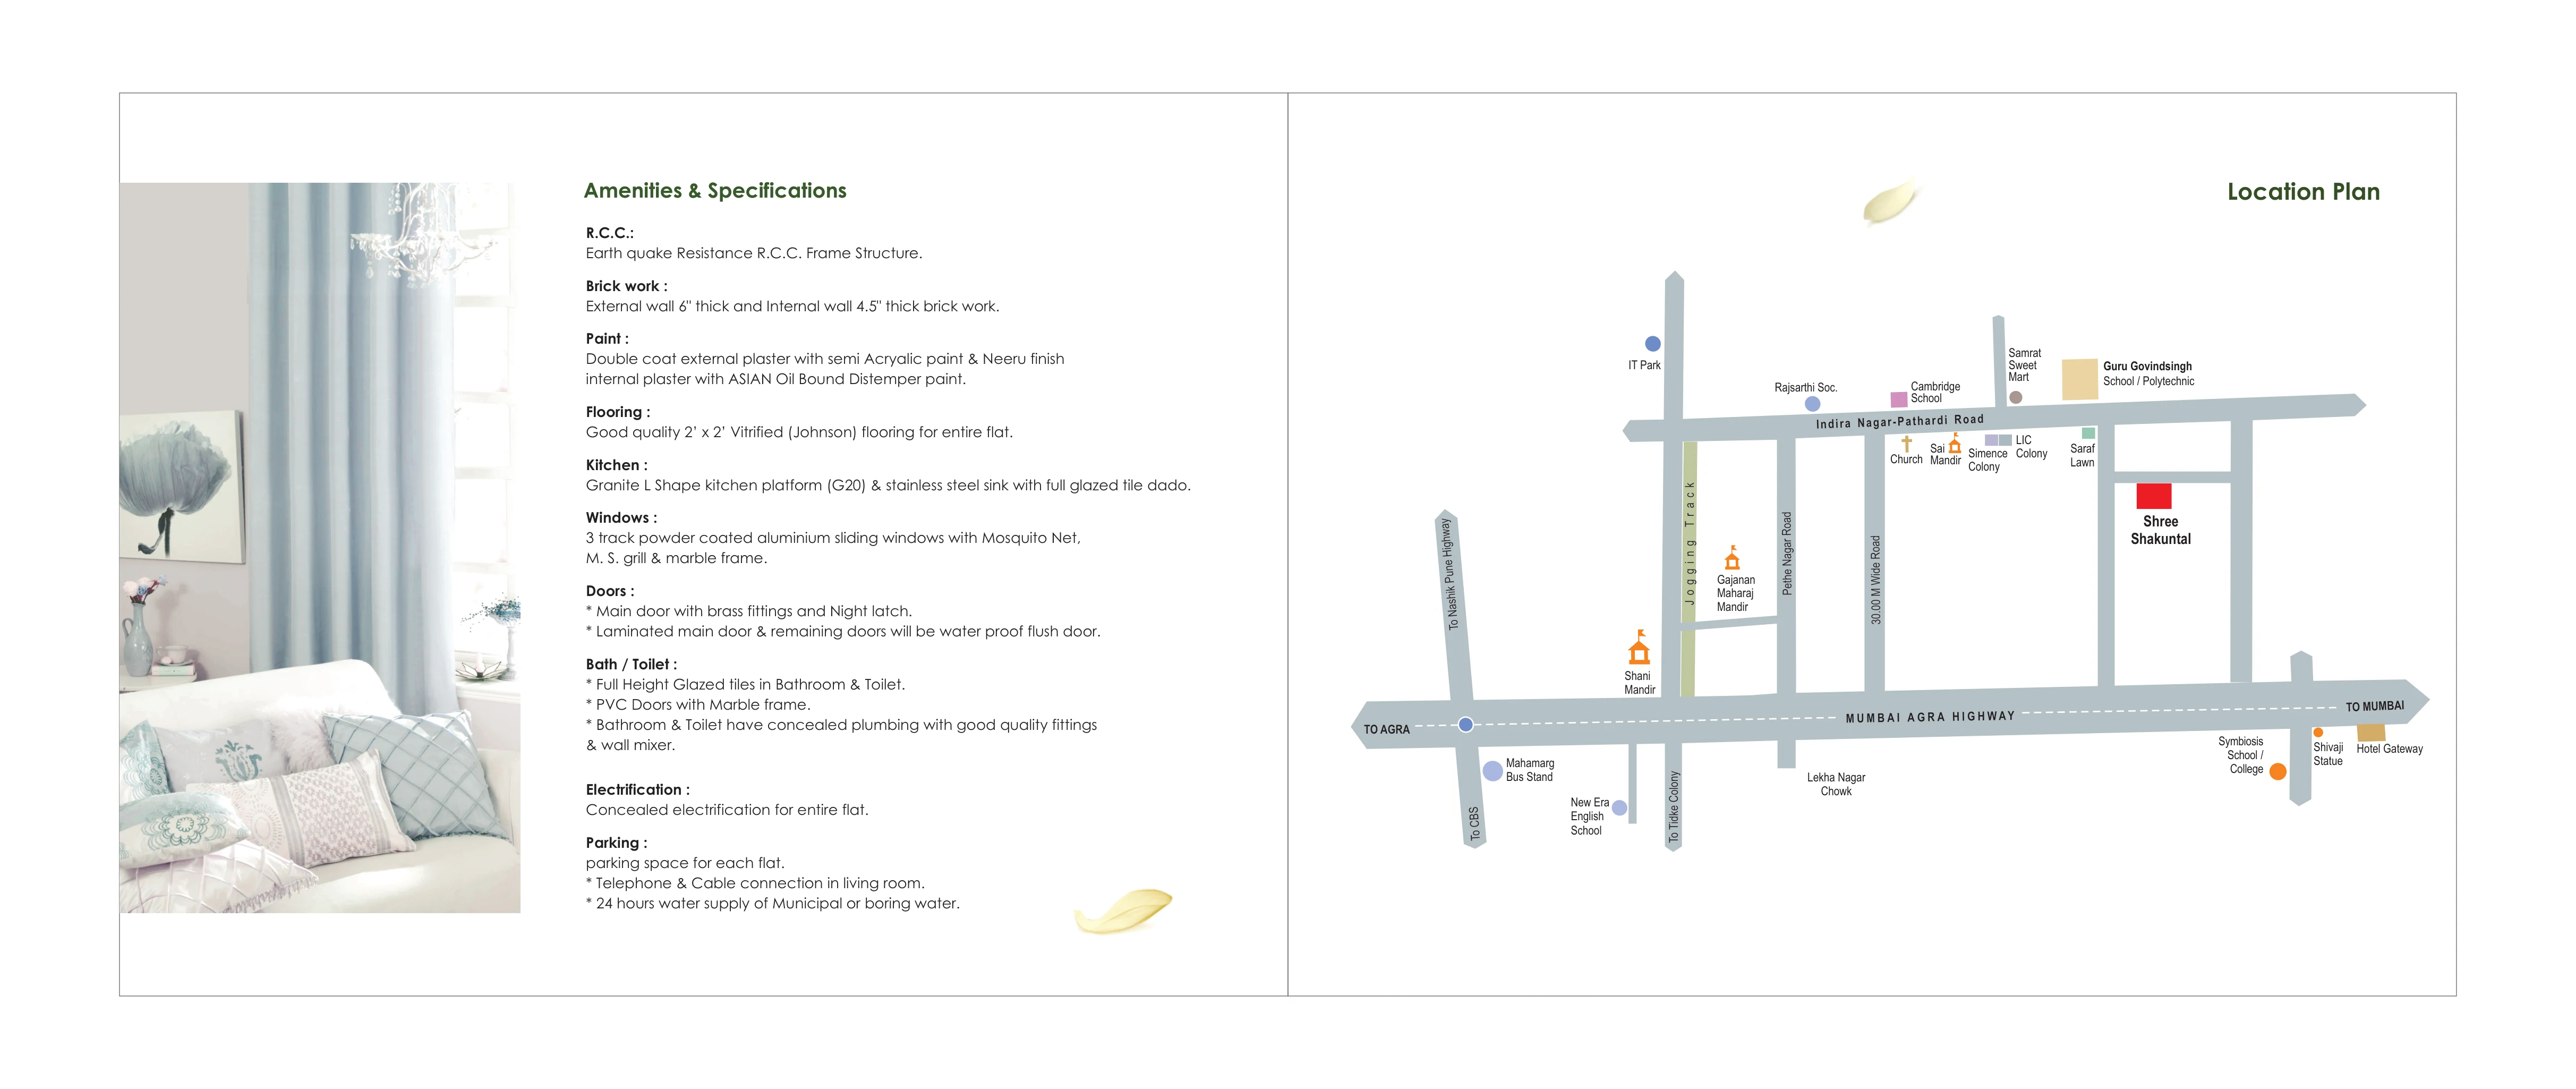 Amenities & Specifications
R.C.C.:
Earth quake Resistance R.C.C. Frame Structure.
Brick work :
External wall 6" thick and Internal wall 4.5" thick brick work.
Paint :
Double coat external plaster with semi Acryalic paint & Neeru finish
internal plaster with ASIAN Oil Bound Distemper paint.
Flooring :
Good quality 2’ x 2’ Vitrified (Johnson) flooring for entire flat.
Kitchen :
Granite L Shape kitchen platform (G20) & stainless steel sink with full glazed tile dado.
Windows :
3 track powder coated aluminium sliding windows with Mosquito Net,
M. S. grill & marble frame.
Doors :
* Main door with brass fittings and Night latch.
* Laminated main door & remaining doors will be water proof flush door.
Bath / Toilet :
* Full Height Glazed tiles in Bathroom & Toilet.
* PVC Doors with Marble frame.
* Bathroom & Toilet have concealed plumbing with good quality fittings
& wall mixer.
Electrification :
Concealed electrification for entire flat.
Parking :
parking space for each flat.
* Telephone & Cable connection in living room.
* 24 hours water supply of Municipal or boring water.
Location Plan
IT Park
Rajsarthi Soc.
Cambridge
School
Samrat
Sweet
Mart
Guru Govindsingh
School / Polytechnic
Indira Nagar-Pathardi Road
Church
Sai
Mandir
Simence
Colony
LIC
Colony
Saraf
Lawn
Shree
Shakuntal
Jogging Track
Gajanan
Maharaj
Mandir
Pethe Nagar Road
30.00 M Wide Road
To Nashik Pune Highway
Shani
Mandir
TO AGRA
MUMBAI AGRA HIGHWAY
TO MUMBAI
Mahamarg
Bus Stand
To CBS
New Era
English
School
To Tidke Colony
Lekha Nagar
Chowk
Symbiosis
School /
College
Shivaji
Statue
Hotel Gateway